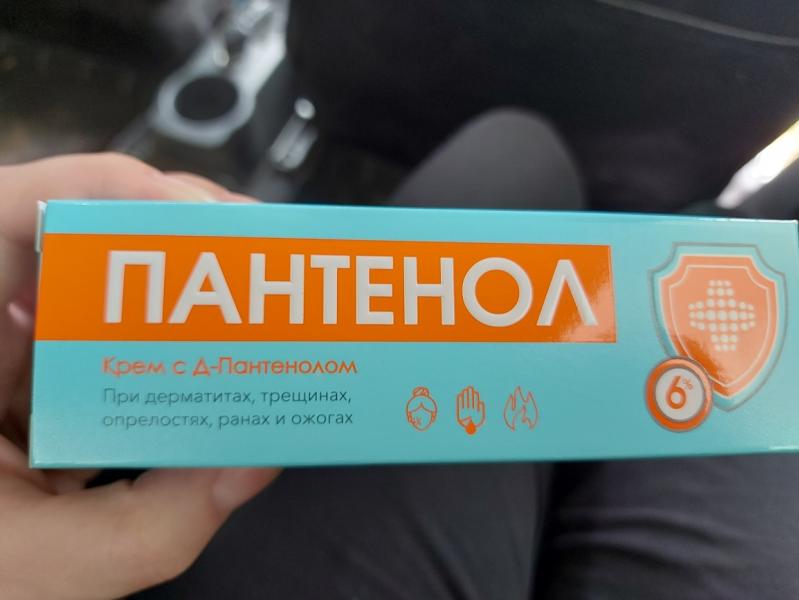 ПАНТЕНОЛ
Крем с Д-Пантенолом
При дерматитах, трещинах,
опрелостях, ранах и ожогах
6%